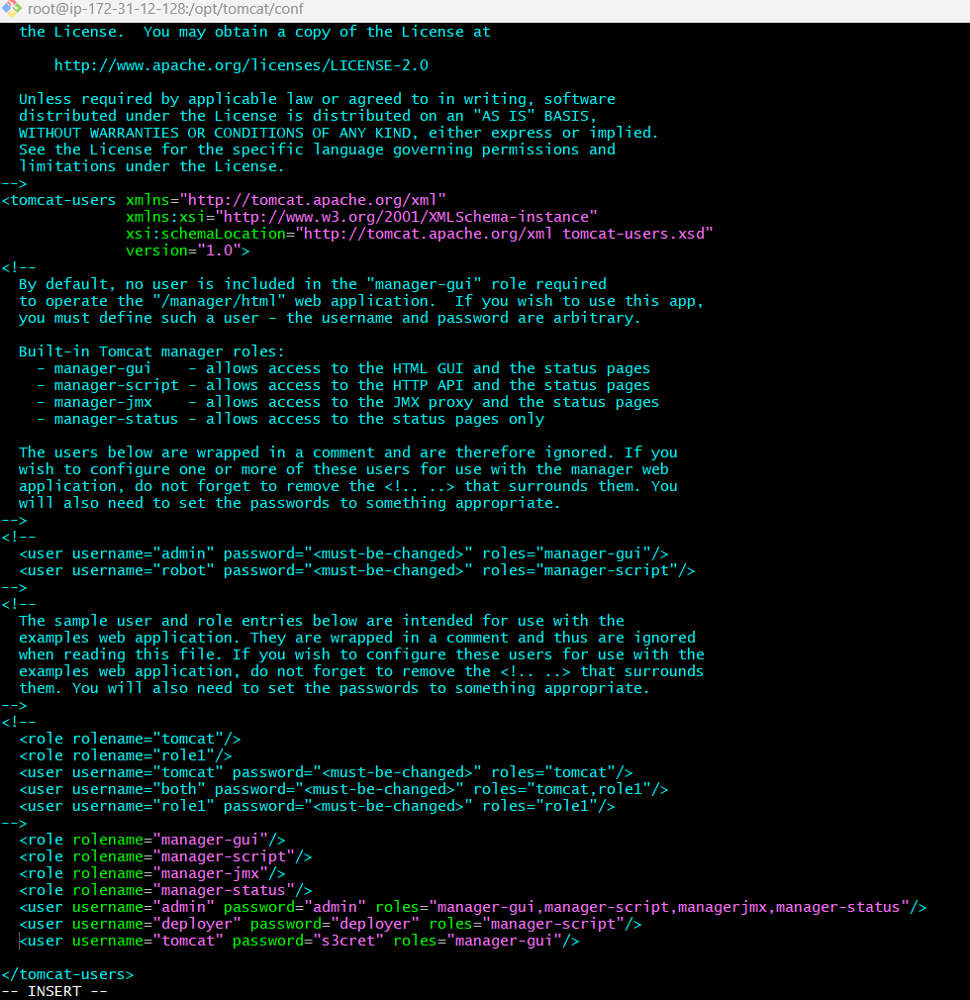 root@ip-172-31-12-128:/opt/tomcat/conf
  the License.  You may obtain a copy of the License at

      http://www.apache.org/licenses/LICENSE-2.0

  Unless required by applicable law or agreed to in writing, software
  distributed under the License is distributed on an "AS IS" BASIS,
  WITHOUT WARRANTIES OR CONDITIONS OF ANY KIND, either express or implied.
  See the License for the specific language governing permissions and
  limitations under the License.
-->
<tomcat-users xmlns="http://tomcat.apache.org/xml"
              xmlns:xsi="http://www.w3.org/2001/XMLSchema-instance"
              xsi:schemaLocation="http://tomcat.apache.org/xml tomcat-users.xsd"
              version="1.0">
<!--
  By default, no user is included in the "manager-gui" role required
  to operate the "/manager/html" web application.  If you wish to use this app,
  you must define such a user - the username and password are arbitrary.

  Built-in Tomcat manager roles:
    - manager-gui    - allows access to the HTML GUI and the status pages
    - manager-script - allows access to the HTTP API and the status pages
    - manager-jmx    - allows access to the JMX proxy and the status pages
    - manager-status - allows access to the status pages only

  The users below are wrapped in a comment and are therefore ignored. If you
  wish to configure one or more of these users for use with the manager web
  application, do not forget to remove the <!.. ..> that surrounds them. You
  will also need to set the passwords to something appropriate.
-->
<!--
  <user username="admin" password="<must-be-changed>" roles="manager-gui"/>
  <user username="robot" password="<must-be-changed>" roles="manager-script"/>
-->
<!--
  The sample user and role entries below are intended for use with the
  examples web application. They are wrapped in a comment and thus are ignored
  when reading this file. If you wish to configure these users for use with the
  examples web application, do not forget to remove the <!.. ..> that surrounds
  them. You will also need to set the passwords to something appropriate.
-->
<!--
  <role rolename="tomcat"/>
  <role rolename="role1"/>
  <user username="tomcat" password="<must-be-changed>" roles="tomcat"/>
  <user username="both" password="<must-be-changed>" roles="tomcat,role1"/>
  <user username="role1" password="<must-be-changed>" roles="role1"/>
-->
  <role rolename="manager-gui"/>
  <role rolename="manager-script"/>
  <role rolename="manager-jmx"/>
  <role rolename="manager-status"/>
  <user username="admin" password="admin" roles="manager-gui,manager-script,managerjmx,manager-status"/>
  <user username="deployer" password="deployer" roles="manager-script"/>
  <user username="tomcat" password="s3cret" roles="manager-gui"/>

</tomcat-users>
-- INSERT --